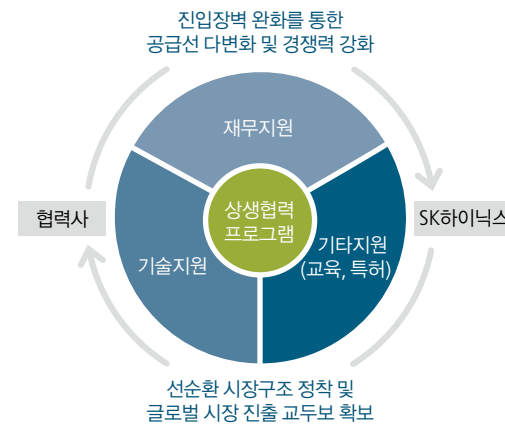 진입장벽 완화를 통한
공급선 다변화 및 경쟁력 강화
재무지원
협력사
상생협력
프로그램
SK하이닉스
기술지원
기타지원
(교육, 특허)
선순환 시장구조 정착 및
글로벌 시장 진출 교두보 확보